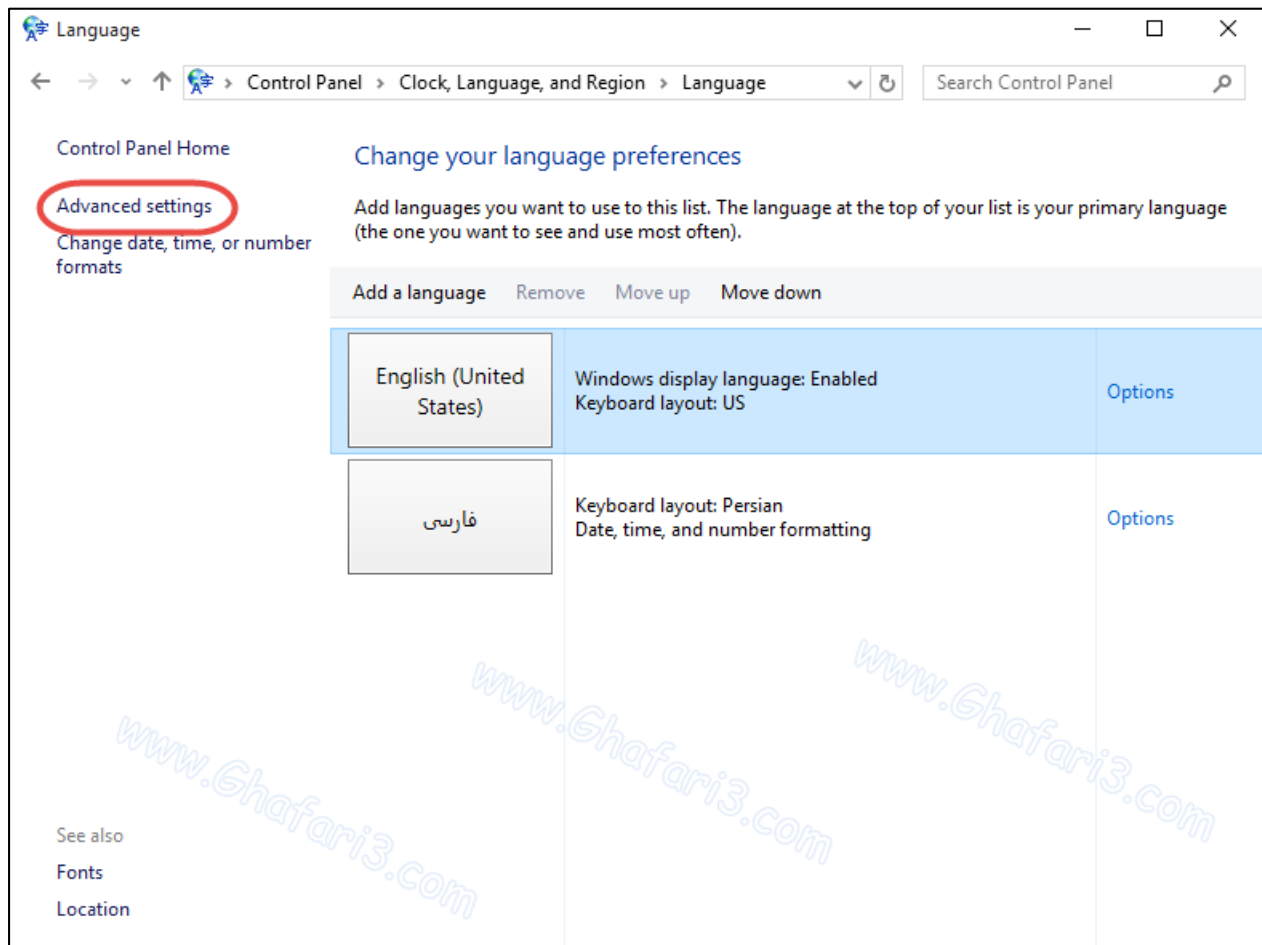 Language
Control Panel > Clock, Language, and Region > Language
Search Control Panel
Control Panel Home
Advanced settings
Change date, time, or number
formats
See also
Fonts
Location
Change your language preferences
Add languages you want to use to this list. The language at the top of your list is your primary language
(the one you want to see and use most often).
Add a language Remove Move up Move down
English (United
States)
Windows display language: Enabled
Keyboard layout: US
Options
فارسی
Keyboard layout: Persian
Date, time, and number formatting
Options
www.Ghafari3.com
www.Ghafari3.com
www.Ghafari3.com